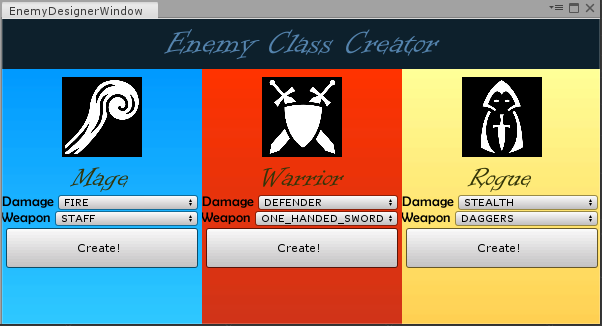 EnemyDesignerWindow
Enemy Class Creator
Mage
Damage FIRE
Weapon STAFF
Create!
Warrior
Damage DEFENDER
Weapon ONE_HANDED_SWORD
Create!
Rogue
Damage STEALTH
Weapon DAGGERS
Create!